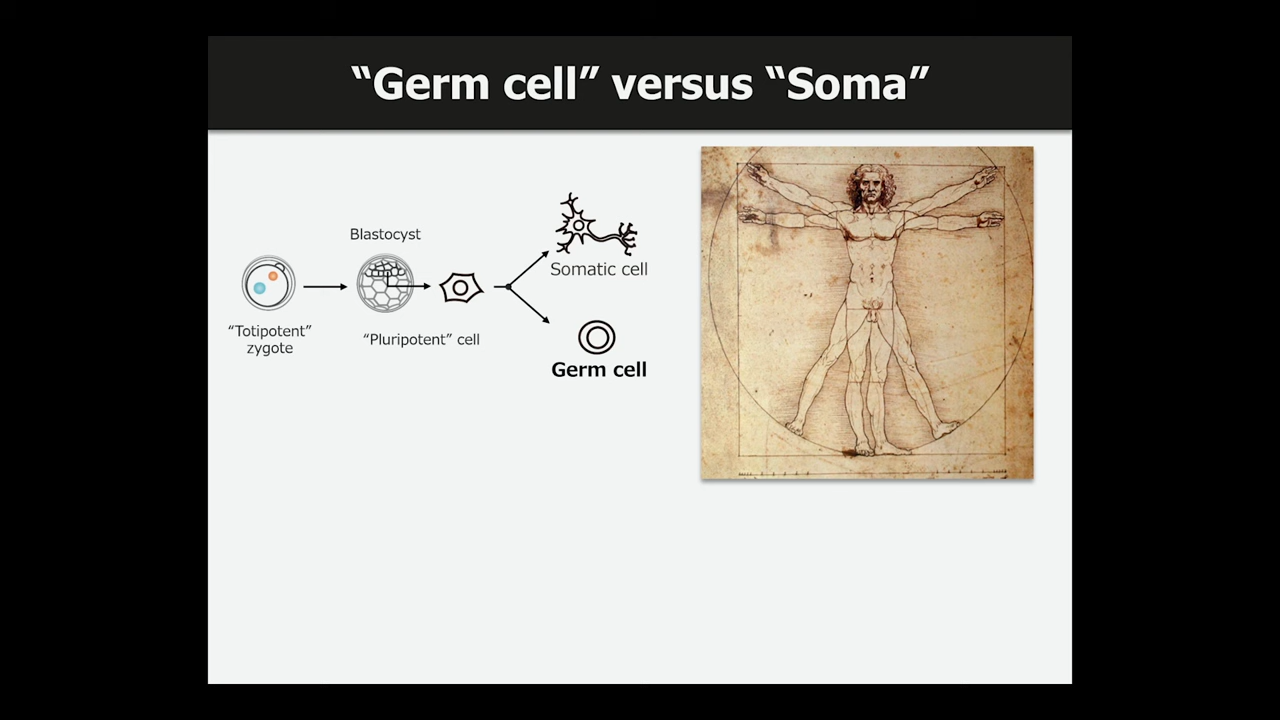 “Germ cell” versus “Soma”
Blastocyst
Somatic cell
“Totipotent”
zygote
“Pluripotent” cell
Germ cell